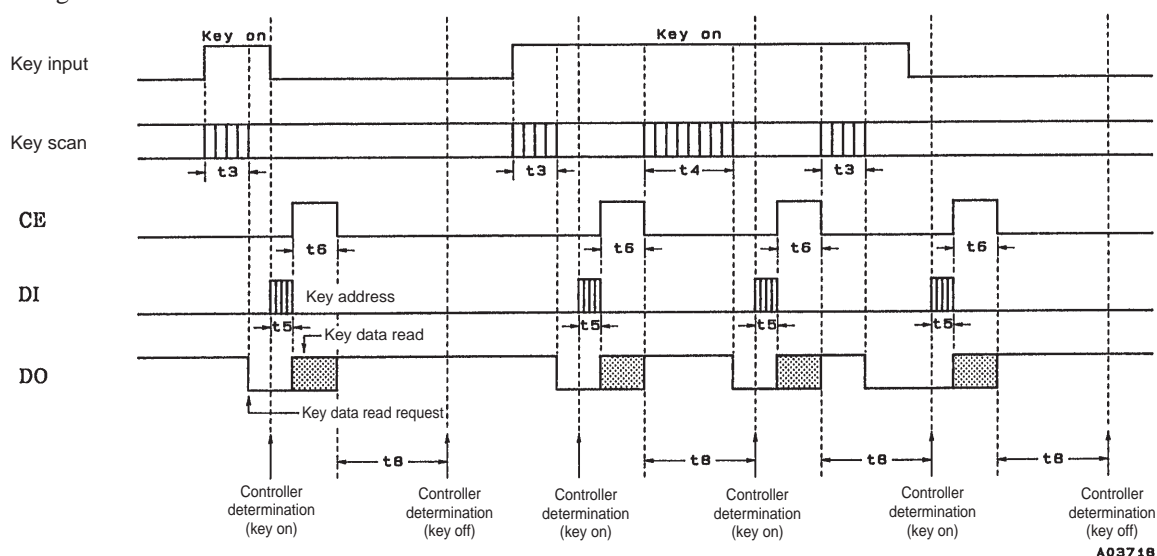 Key on
Key on
Key input
Key scan
t3
t3
t4
t3
CE
t6
t6
t6
t6
DI
Key address
t5
t5
t5
t5
Key data read
DO
Key data read request
t8
t8
t8
t8
Controller
determination
(key on)
Controller
determination
(key off)
Controller
determination
(key on)
Controller
determination
(key on)
Controller
determination
(key on)
Controller
determination
(key off)
A03718